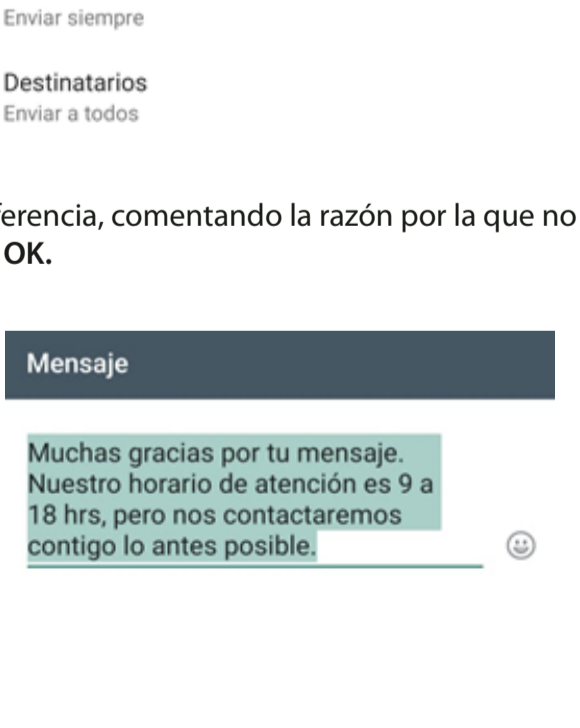 Enviar siempre
Destinatarios
Enviar a todos
ferencia, comentando la razón por la que no
OK.
Mensaje
Muchas gracias por tu mensaje.
Nuestro horario de atención es 9 a
18 hrs, pero nos contactaremos
contigo lo antes posible.